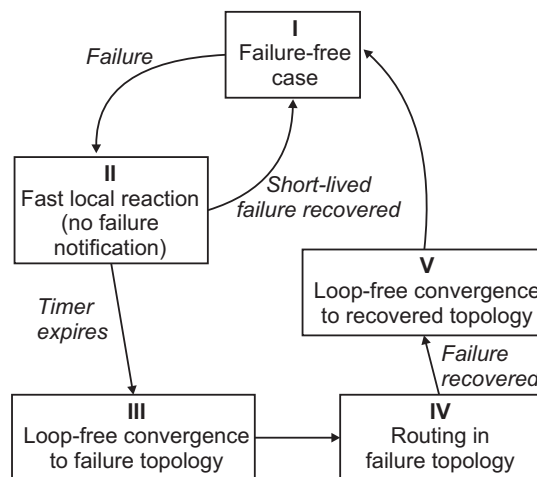 I
Failure-free
case
Failure
II
Fast local reaction
(no failure
notification)
Short-lived
failure recovered
V
Loop-free convergence
to recovered topology
Timer
expires
Failure
recovered
III
Loop-free convergence
to failure topology
IV
Routing in
failure topology